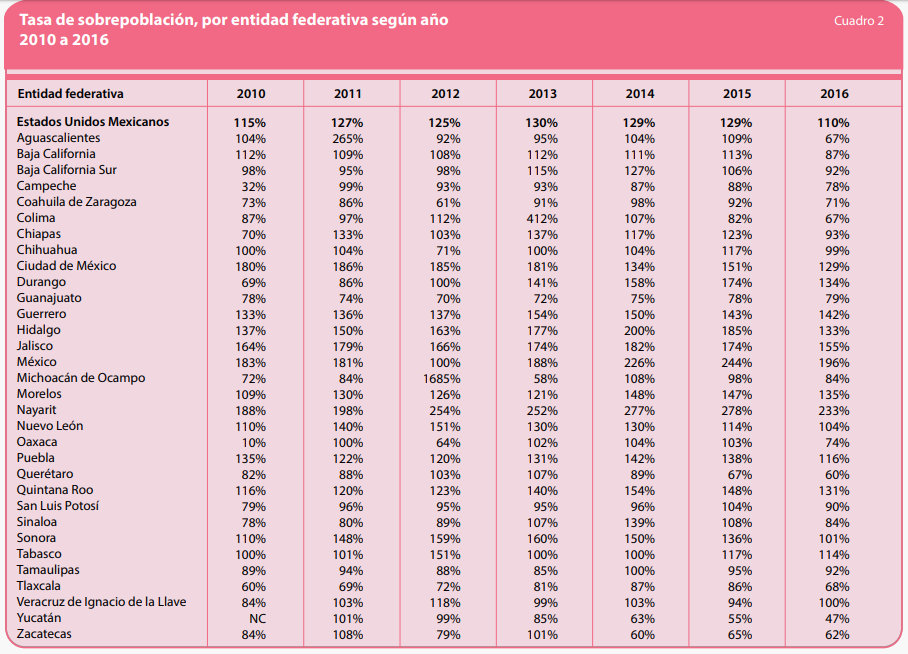 Tasa de sobrepoblación, por entidad federativa según año
Cuadro 2
2010 a 2016
Entidad federativa 2010 2011 2012 2013 2014 2015 2016
Estados Unidos Mexicanos 115% 127% 125% 130% 129% 129% 110%
Aguascalientes 104% 265% 92% 95% 104% 109% 67%
Baja California 112% 109% 108% 112% 111% 113% 87%
Baja California Sur 98% 95% 98% 115% 127% 106% 92%
Campeche 32% 99% 93% 93% 87% 88% 78%
Coahuila de Zaragoza 73% 86% 61% 91% 98% 92% 71%
Colima 87% 97% 112% 412% 107% 82% 67%
Chiapas 70% 133% 103% 137% 117% 123% 93%
Chihuahua 100% 104% 71% 100% 104% 117% 99%
Ciudad de México 180% 186% 185% 181% 134% 151% 129%
Durango 69% 86% 100% 141% 158% 174% 134%
Guanajuato 78% 74% 70% 72% 75% 78% 79%
Guerrero 133% 136% 137% 154% 150% 143% 142%
Hidalgo 137% 150% 163% 177% 200% 185% 133%
Jalisco 164% 179% 166% 174% 182% 174% 155%
México 183% 181% 100% 188% 226% 244% 196%
Michoacán de Ocampo 72% 84% 1685% 58% 108% 98% 84%
Morelos 109% 130% 126% 121% 148% 147% 135%
Nayarit 188% 198% 254% 252% 277% 278% 233%
Nuevo León 110% 140% 151% 130% 130% 114% 104%
Oaxaca 10% 100% 64% 102% 104% 103% 74%
Puebla 135% 122% 120% 131% 142% 138% 116%
Querétaro 82% 88% 103% 107% 89% 67% 60%
Quintana Roo 116% 120% 123% 140% 154% 148% 131%
San Luis Potosí 79% 96% 95% 95% 96% 104% 90%
Sinaloa 78% 80% 89% 107% 139% 108% 84%
Sonora 110% 148% 159% 160% 150% 136% 101%
Tabasco 100% 101% 151% 100% 100% 117% 114%
Tamaulipas 89% 94% 88% 85% 100% 95% 92%
Tlaxcala 60% 69% 72% 81% 87% 86% 68%
Veracruz de Ignacio de la Llave 84% 103% 118% 99% 103% 94% 100%
Yucatán NC 101% 99% 85% 63% 55% 47%
Zacatecas 84% 108% 79% 101% 60% 65% 62%